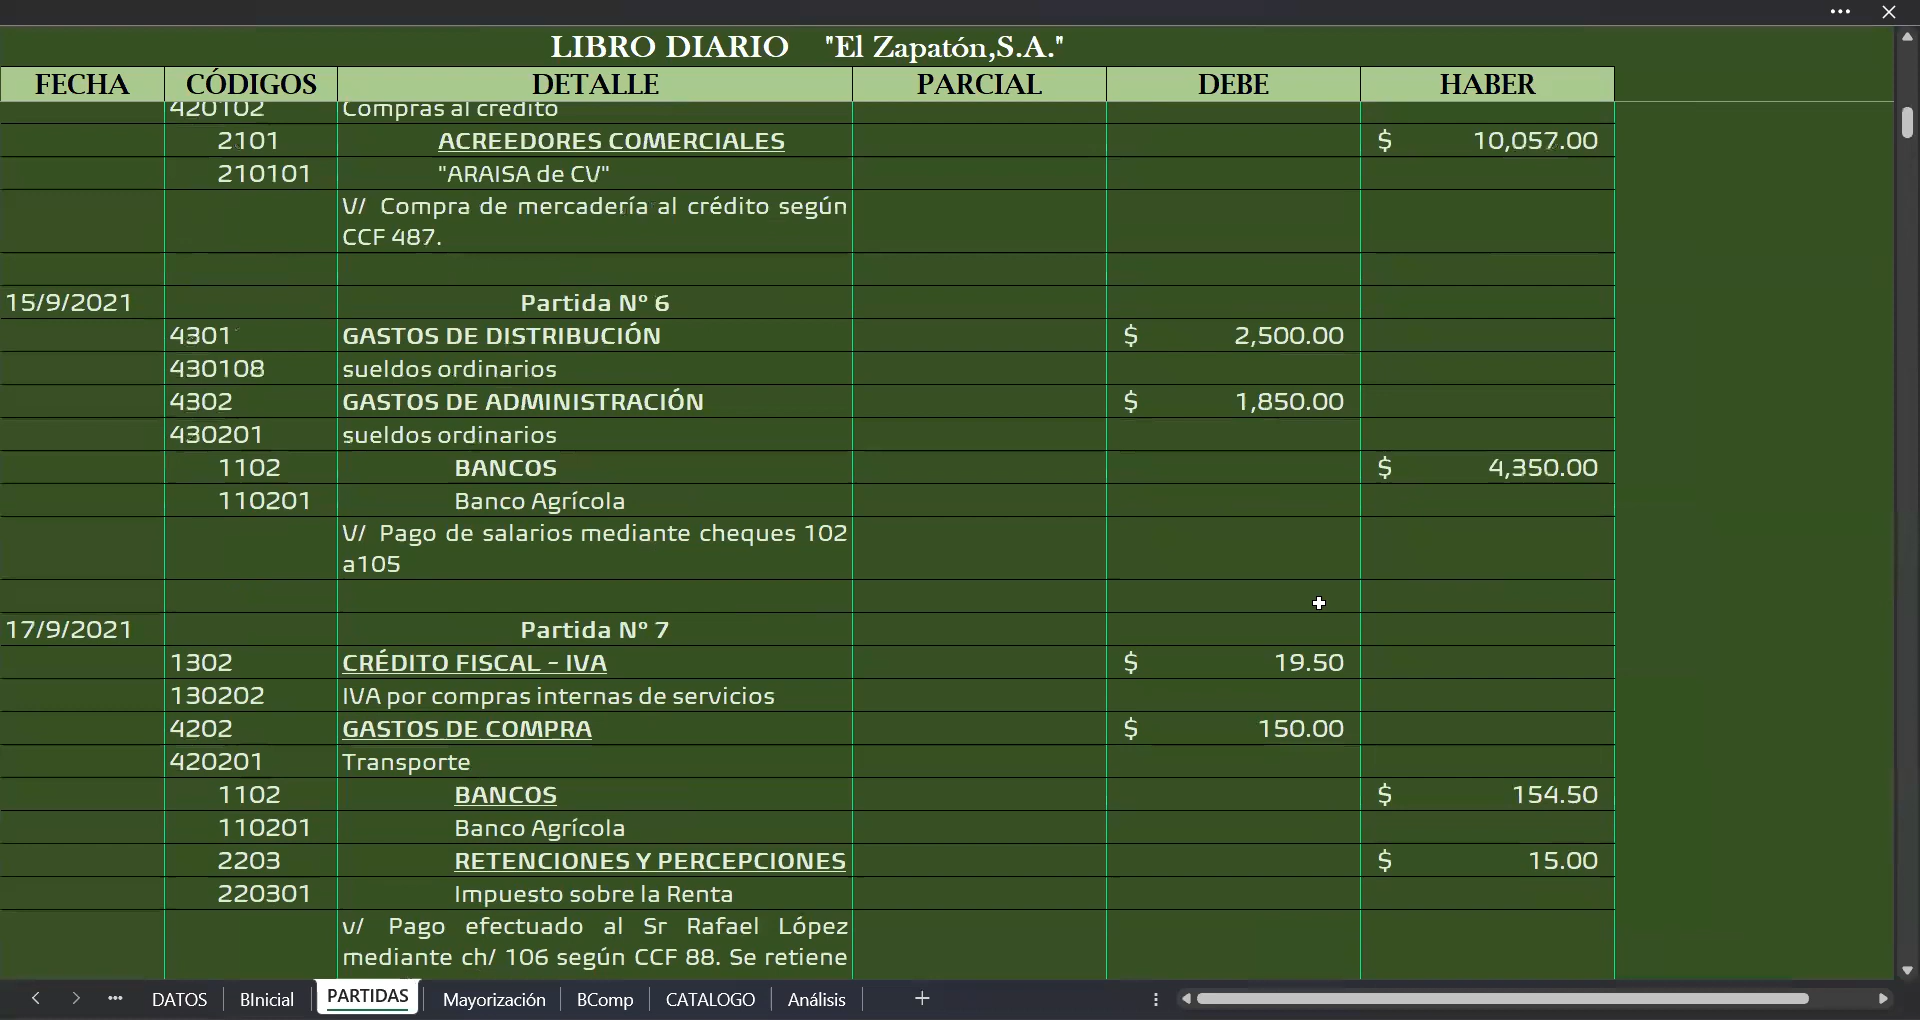 LIBRO DIARIO "El Zapatón,S.A."
FECHA CÓDIGOS DETALLE PARCIAL DEBE HABER
420102 Compras al crédito
2101 ACREEDORES COMERCIALES $ 10,057.00
210101 "ARAISA de CV"
V/ Compra de mercadería al crédito según
CCF 487.
15/9/2021 Partida Nº 6
4301 GASTOS DE DISTRIBUCIÓN $ 2,500.00
430108 sueldos ordinarios
4302 GASTOS DE ADMINISTRACIÓN $ 1,850.00
430201 sueldos ordinarios
1102 BANCOS $ 4,350.00
110201 Banco Agrícola
V/ Pago de salarios mediante cheques 102
a105
17/9/2021 Partida Nº 7
1302 CRÉDITO FISCAL - IVA $ 19.50
130202 IVA por compras internas de servicios
4202 GASTOS DE COMPRA $ 150.00
420201 Transporte
1102 BANCOS $ 154.50
110201 Banco Agrícola
2203 RETENCIONES Y PERCEPCIONES $ 15.00
220301 Impuesto sobre la Renta
v/ Pago efectuado al Sr Rafael López
mediante ch/ 106 según CCF 88. Se retiene
DATOS BInicial PARTIDAS Mayorización BComp CATALOGO Análisis